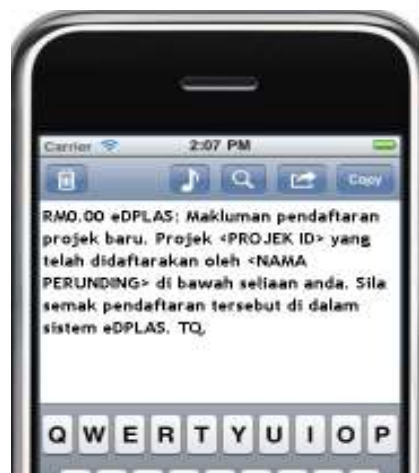 Carrier 2:07 PM
Copy
RM0.00 eDPLAS: Makluman pendaftaran
projek baru. Projek <PROJEK ID> yang
telah didaftarakan oleh <NAMA
PERUNDING> di bawah seliaan anda. Sila
semak pendaftaran tersebut di dalam
sistem eDPLAS. TQ.
Q W E R T Y U I O P